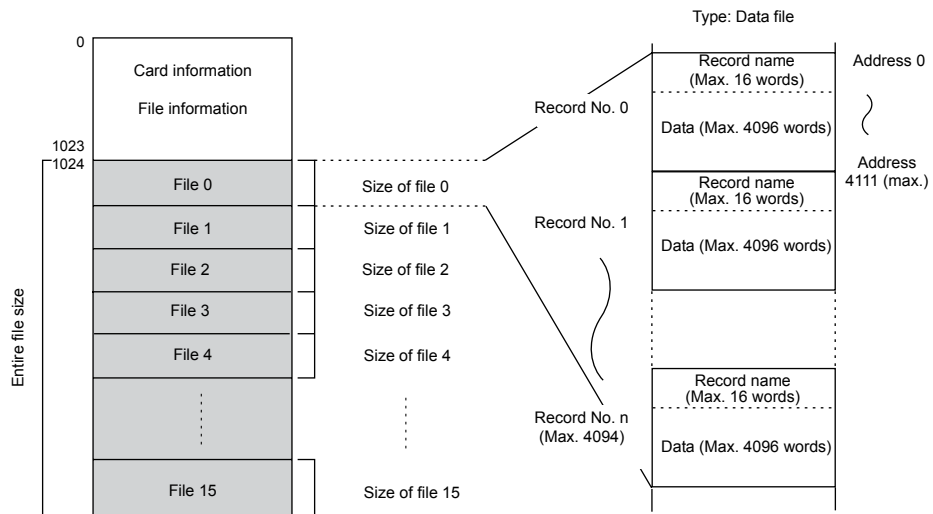 Type: Data file
0
Card information
File information
1023
1024
Entire file size
File 0
Size of file 0
File 1
Size of file 1
File 2
Size of file 2
File 3
Size of file 3
File 4
Size of file 4
File 15
Size of file 15
Record No. 0
Record name
(Max. 16 words)
Data (Max. 4096 words)
Address 0
Address
4111 (max.)
Record No. 1
Record name
(Max. 16 words)
Data (Max. 4096 words)
Record No. n
(Max. 4094)
Record name
(Max. 16 words)
Data (Max. 4096 words)